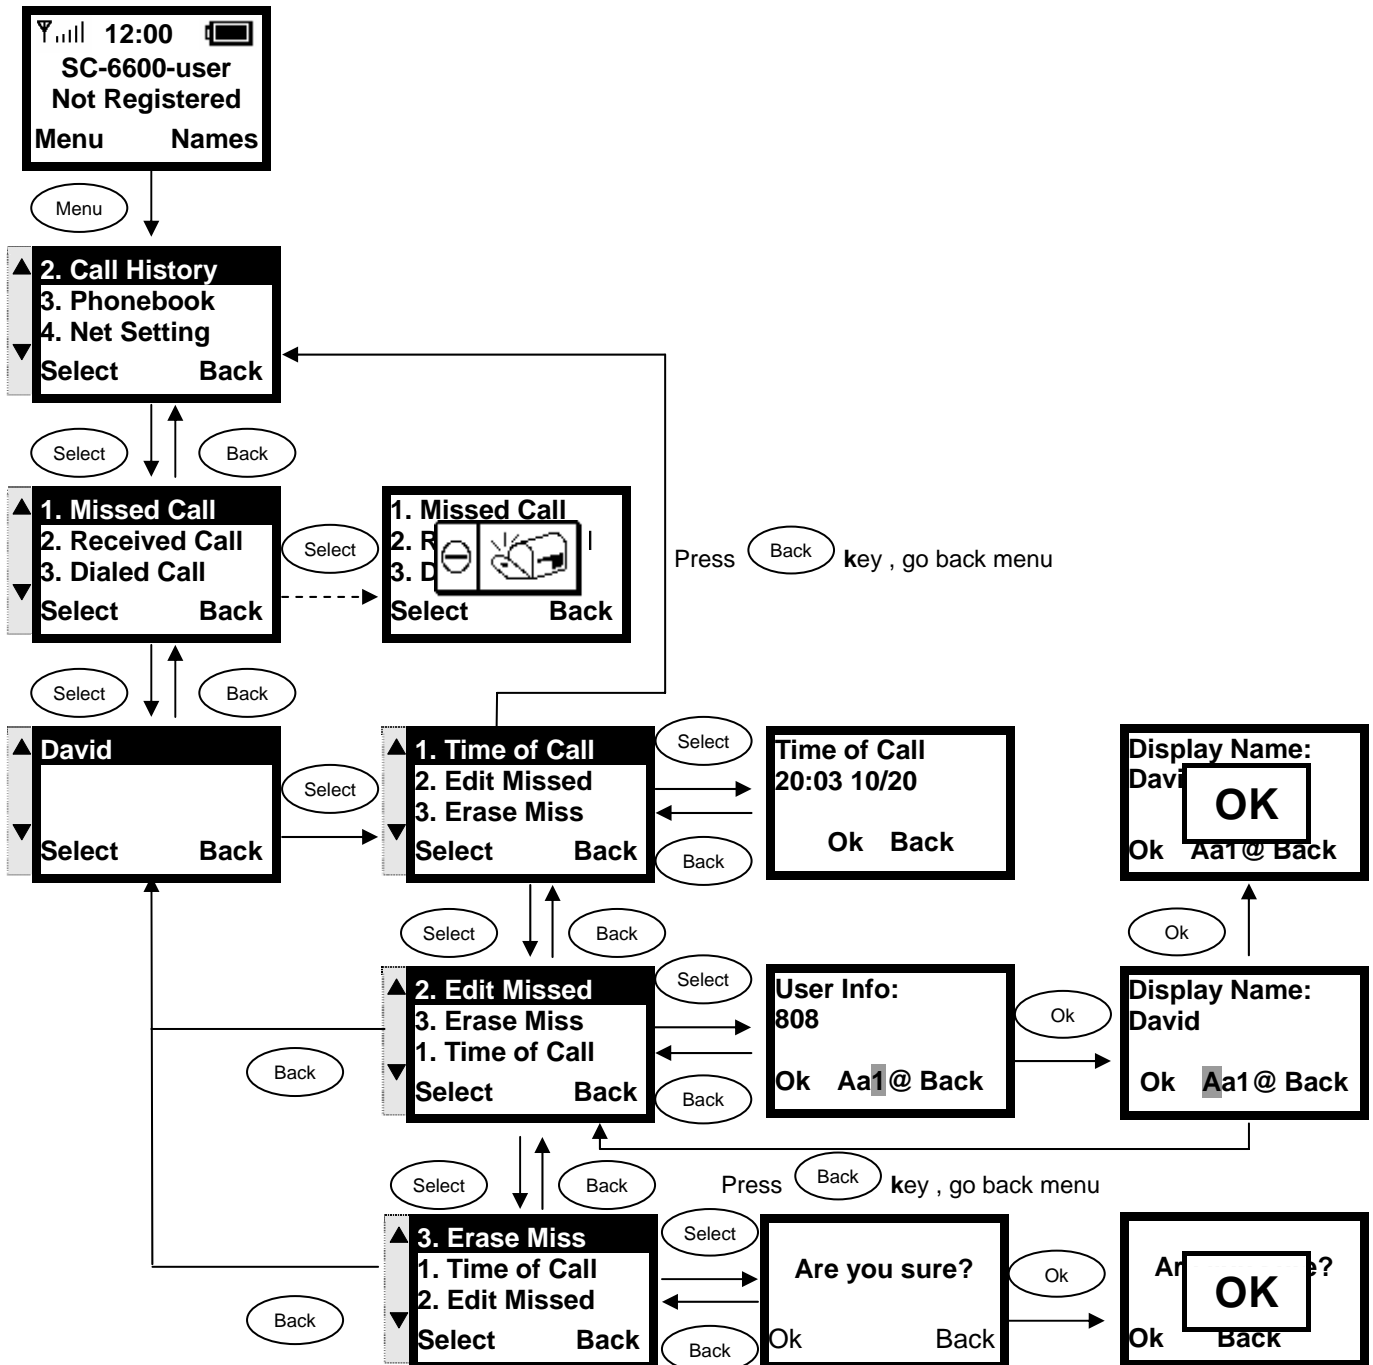 12:00
SC-6600-user
Not Registered
Menu Names
Menu
2. Call History
3. Phonebook
4. Net Setting
Select Back
Select
Back
1. Missed Call
2. Received Call
3. Dialed Call
Select Back
Select
1. Missed Call
2. R
3. D
Select Back
Press Back key , go back menu
Select
Back
David
Select Back
Select
1. Time of Call
2. Edit Missed
3. Erase Miss
Select Back
Select
Back
Time of Call
20:03 10/20
Ok Back
Display Name:
Davi
OK
Ok Aa1@ Back
Select
Back
Ok
2. Edit Missed
3. Erase Miss
1. Time of Call
Select Back
Back
Select
Back
User Info:
808
Ok Aa1@ Back
Ok
Display Name:
David
Ok Aa1@ Back
Select
Back
Press Back key , go back menu
3. Erase Miss
1. Time of Call
2. Edit Missed
Select Back
Back
Select
Back
Are you sure?
Ok Back
Ok
Ar e?
OK
Ok Back